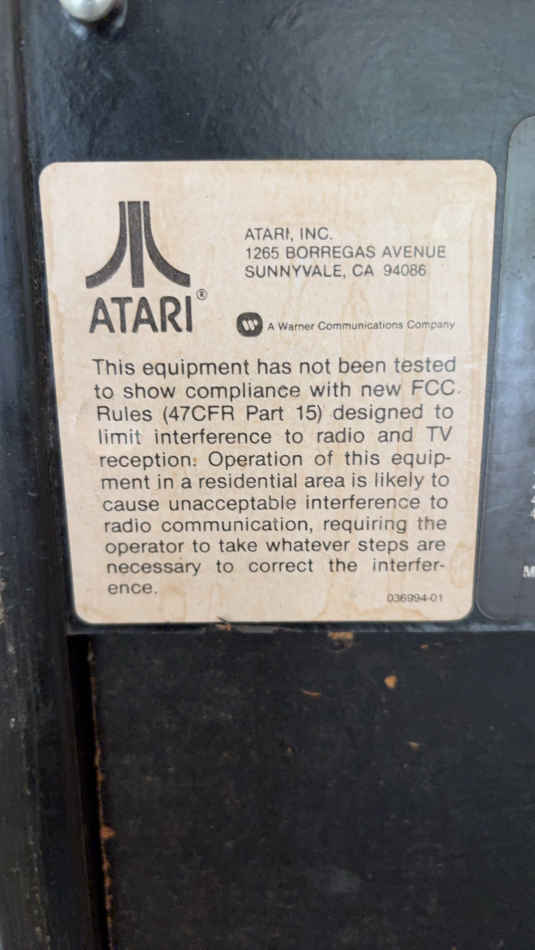 ATARI, INC.
1265 BORREGAS AVENUE
SUNNYVALE, CA 94086
ATARI®
W A Warner Communications Company
This equipment has not been tested
to show compliance with new FCC
Rules (47CFR Part 15) designed to
limit interference to radio and TV
reception. Operation of this equip-
ment in a residential area is likely to
cause unacceptable interference to
radio communication, requiring the
operator to take whatever steps are
necessary to correct the interfer-
ence.
036994-01
M